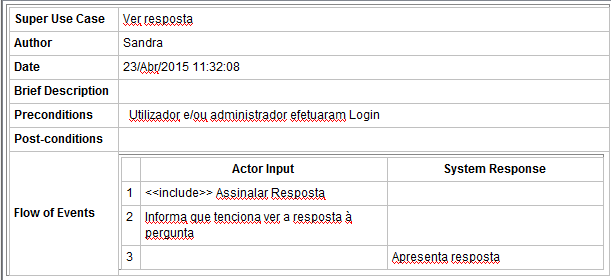 Super Use Case Ver resposta
Author Sandra
Date 23/Abr/2015 11:32:08
Brief Description
Preconditions Utilizador e/ou administrador efetuaram Login
Post-conditions
Flow of Events
Actor Input System Response
1 <<include>> Assinalar Resposta
2 Informa que tenciona ver a resposta à
pergunta
3 Apresenta resposta